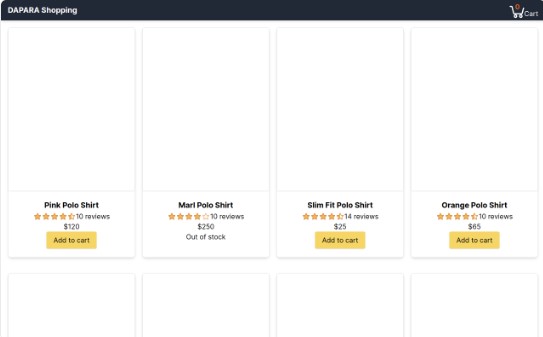 DAPARA Shopping
0
Cart
Pink Polo Shirt
10 reviews
$120
Add to cart
Marl Polo Shirt
10 reviews
$250
Out of stock
Slim Fit Polo Shirt
14 reviews
$25
Add to cart
Orange Polo Shirt
10 reviews
$65
Add to cart